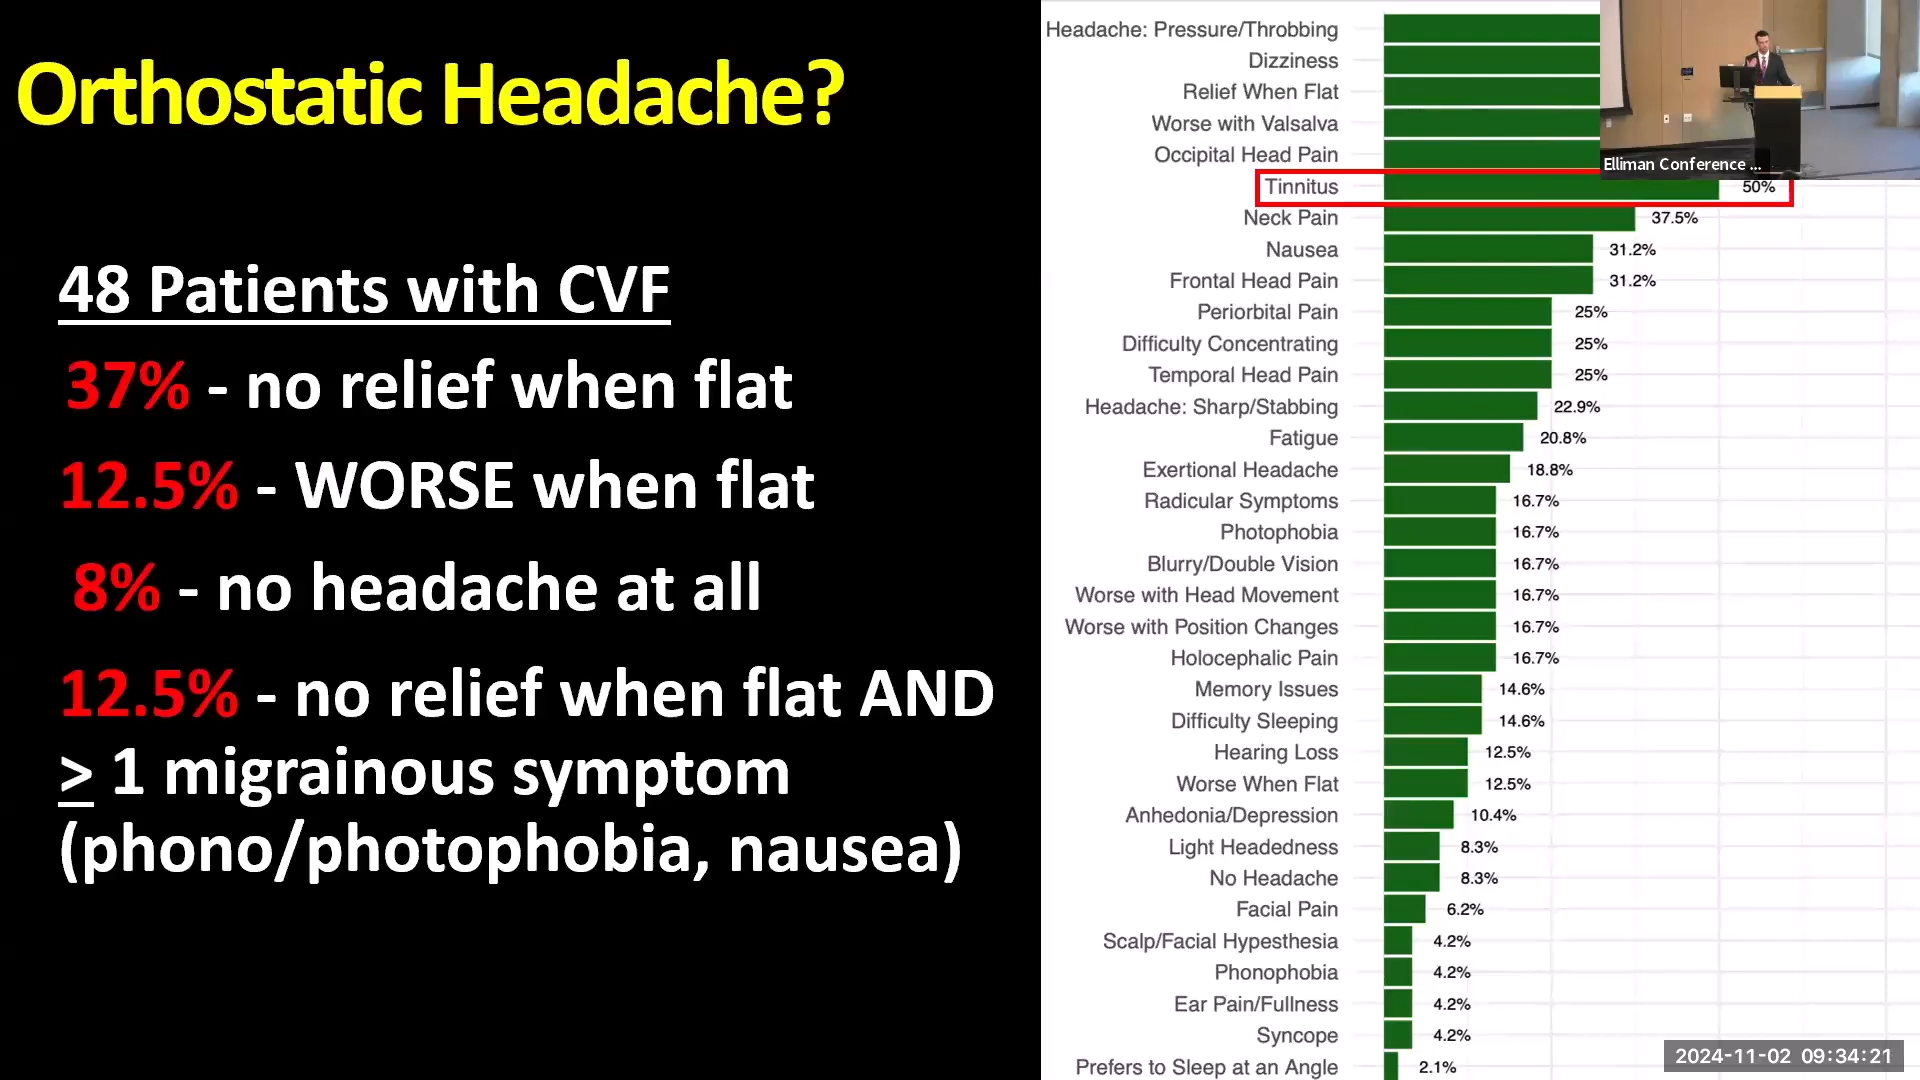 Orthostatic Headache?
48 Patients with CVF
37% - no relief when flat
12.5% - WORSE when flat
8% - no headache at all
12.5% - no relief when flat AND
> 1 migrainous symptom
(phono/photophobia, nausea)
Headache: Pressure/Throbbing
Dizziness
Relief When Flat
Worse with Valsalva
Occipital Head Pain
Elliman Conference ...
Tinnitus 50%
Neck Pain 37.5%
Nausea 31.2%
Frontal Head Pain 31.2%
Periorbital Pain 25%
Difficulty Concentrating 25%
Temporal Head Pain 25%
Headache: Sharp/Stabbing 22.9%
Fatigue 20.8%
Exertional Headache 18.8%
Radicular Symptoms 16.7%
Photophobia 16.7%
Blurry/Double Vision 16.7%
Worse with Head Movement 16.7%
Worse with Position Changes 16.7%
Holocephalic Pain 16.7%
Memory Issues 14.6%
Difficulty Sleeping 14.6%
Hearing Loss 12.5%
Worse When Flat 12.5%
Anhedonia/Depression 10.4%
Light Headedness 8.3%
No Headache 8.3%
Facial Pain 6.2%
Scalp/Facial Hypesthesia 4.2%
Phonophobia 4.2%
Ear Pain/Fullness 4.2%
Syncope 4.2%
Prefers to Sleep at an Angle 2.1%
2024-11-02 09:34:21